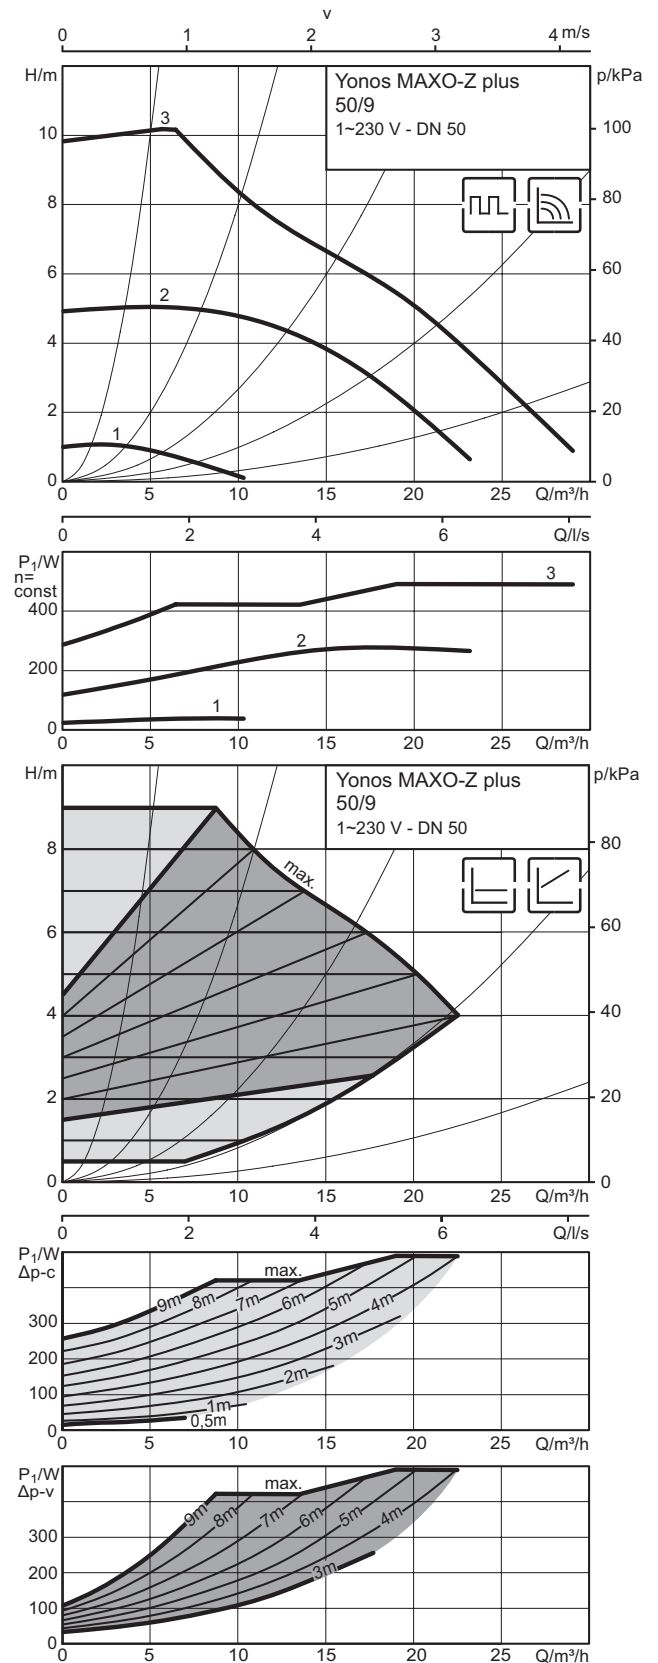 v
0 1 2 3 4 m/s
H/m
p/kPa
Yonos MAXO-Z plus
50/9
1~230 V - DN 50
10
8
6
4
2
0
100
80
60
40
20
0
3
2
1
0 5 10 15 20 25 Q/m³/h
0 2 4 6 Q/l/s
P1/W
n=
const
400
200
0
3
2
1
0 5 10 15 20 25 Q/m³/h
H/m
p/kPa
Yonos MAXO-Z plus
50/9
1~230 V - DN 50
8
6
4
2
0
80
60
40
20
0
max.
0 5 10 15 20 25 Q/m³/h
0 2 4 6 Q/l/s
P1/W
Δp-c
300
200
100
0
max.
9m 8m 7m 6m 5m 4m
3m
2m
1m
0,5m
0 5 10 15 20 25 Q/m³/h
P1/W
Δp-v
300
200
100
0
max.
9m 8m 7m 6m 5m 4m
3m
0 5 10 15 20 25 Q/m³/h